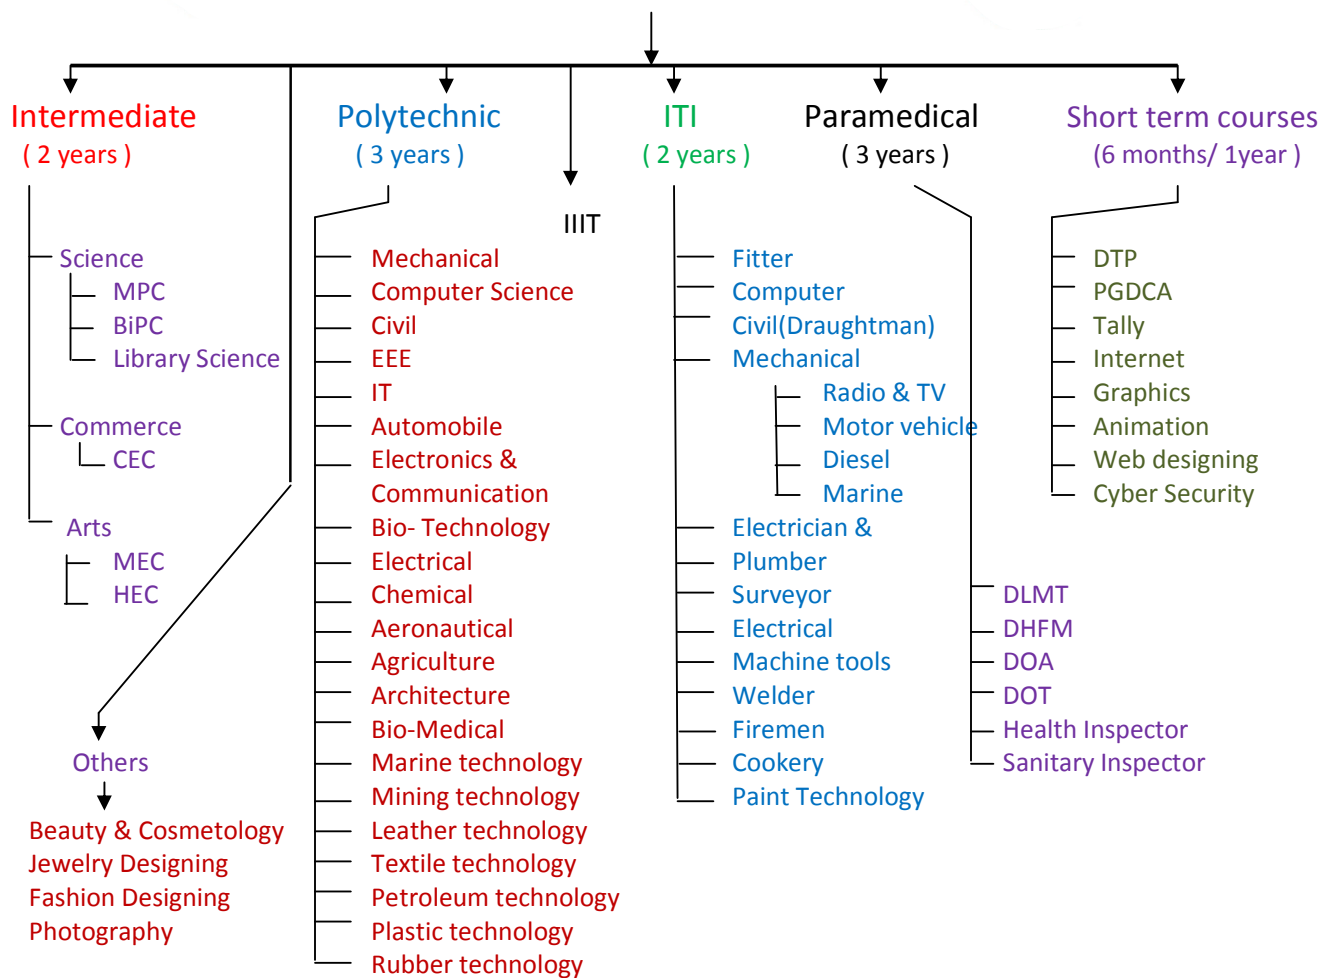 Intermediate
( 2 years )
Science
MPC
BiPC
Library Science
Commerce
CEC
Arts
MEC
HEC
Others
Beauty & Cosmetology
Jewelry Designing
Fashion Designing
Photography
Polytechnic
( 3 years )
Mechanical
Computer Science
Civil
EEE
IT
Automobile
Electronics &
Communication
Bio- Technology
Electrical
Chemical
Aeronautical
Agriculture
Architecture
Bio-Medical
Marine technology
Mining technology
Leather technology
Textile technology
Petroleum technology
Plastic technology
Rubber technology
IIIT
ITI
( 2 years )
Fitter
Computer
Civil(Draughtman)
Mechanical
Radio & TV
Motor vehicle
Diesel
Marine
Electrician &
Plumber
Surveyor
Electrical
Machine tools
Welder
Firemen
Cookery
Paint Technology
Paramedical
( 3 years )
DLMT
DHFM
DOA
DOT
Health Inspector
Sanitary Inspector
Short term courses
(6 months/ 1year )
DTP
PGDCA
Tally
Internet
Graphics
Animation
Web designing
Cyber Security